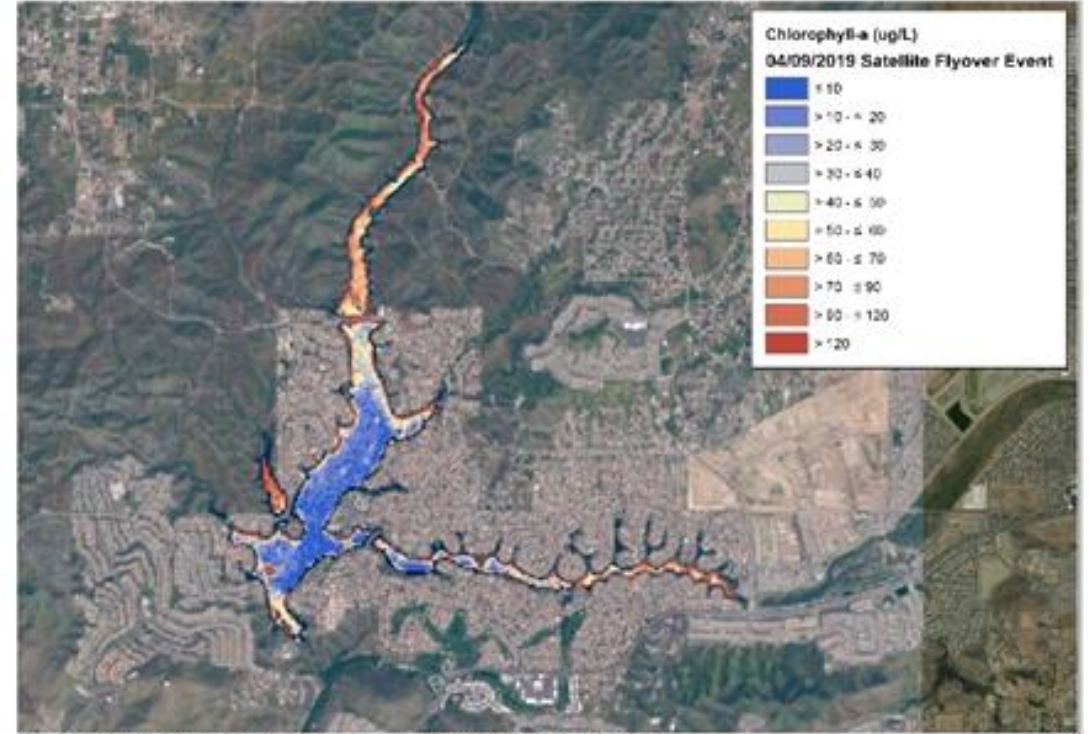 Chlorophyll-a (ug/L)
04/09/2019 Satellite Flyover Event
≤ 10
> 10 - ≤ 20
> 20 - ≤ 30
> 30 - ≤ 40
> 40 - ≤ 50
> 50 - ≤ 60
> 60 - ≤ 70
> 70 ≤ 90
> 90 - ≤ 120
> 120